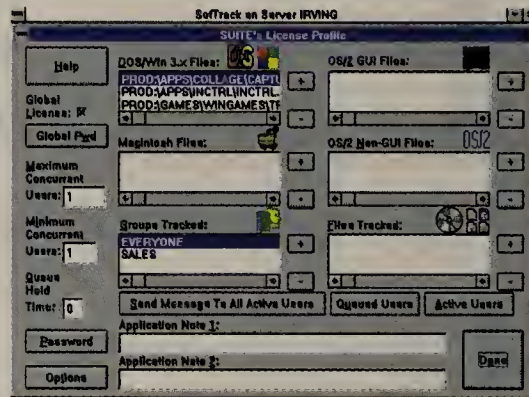 SofTrack on Server IRVING
SUITE's License Profile
Help
Global
License:
Global Pwd
Maximum
Concurrent
Users: 1
Minimum
Concurrent
Users: 1
Queue
Hold
Time: 0
Password
Options
DOS/Win 3.x Files:
PROD:\APPS\COLLAGE\CAPTU
PROD:\APPS\INCTRL\INCTRL.
PROD:\GAMES\WINGAMES\TF
Macintosh Files:
Groups Tracked:
EVERYONE
SALES
OS/2 GUI Files:
OS/2 Non-GUI Files:
OS/2
Files Tracked:
+
-
+
-
+
-
+
-
+
-
+
-
Send Message To All Active Users
Queued Users
Active Users
Application Note 1:
Application Note 2:
Done